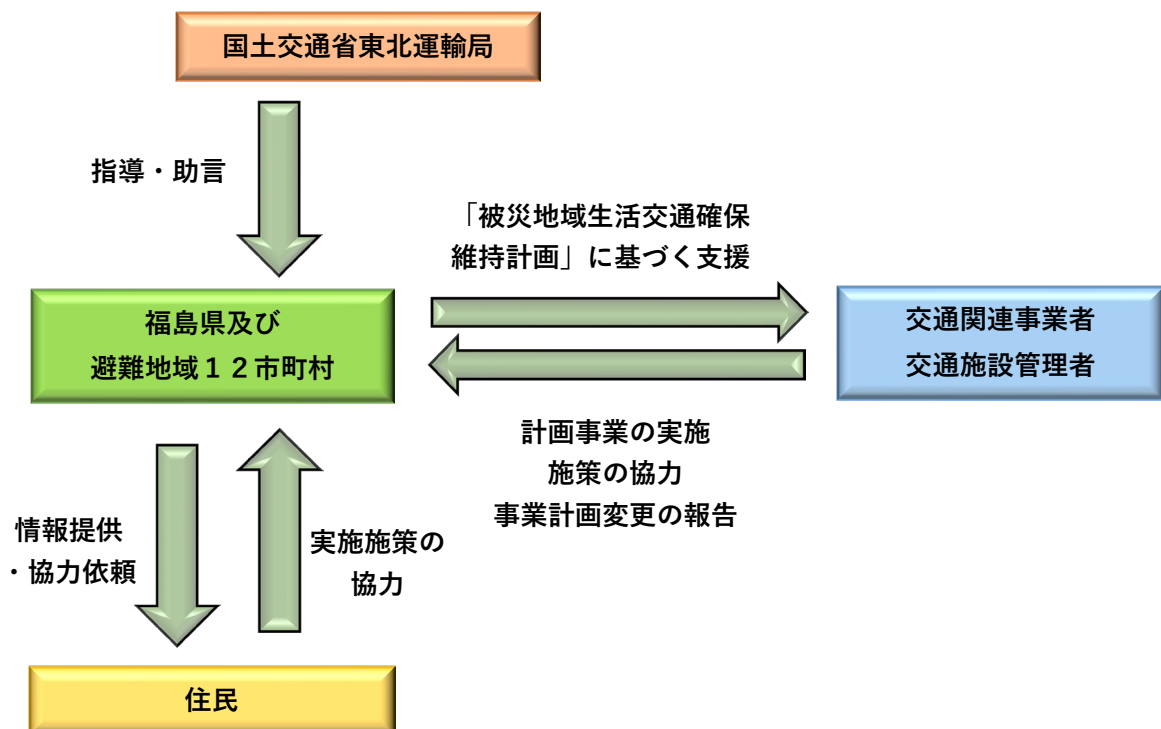 国土交通省東北運輸局
指導・助言
「被災地域生活交通確保
維持計画」に基づく支援
福島県及び
避難地域１２市町村
交通関連事業者
交通施設管理者
計画事業の実施
施策の協力
事業計画変更の報告
情報提供
・協力依頼
実施施策の
協力
住民